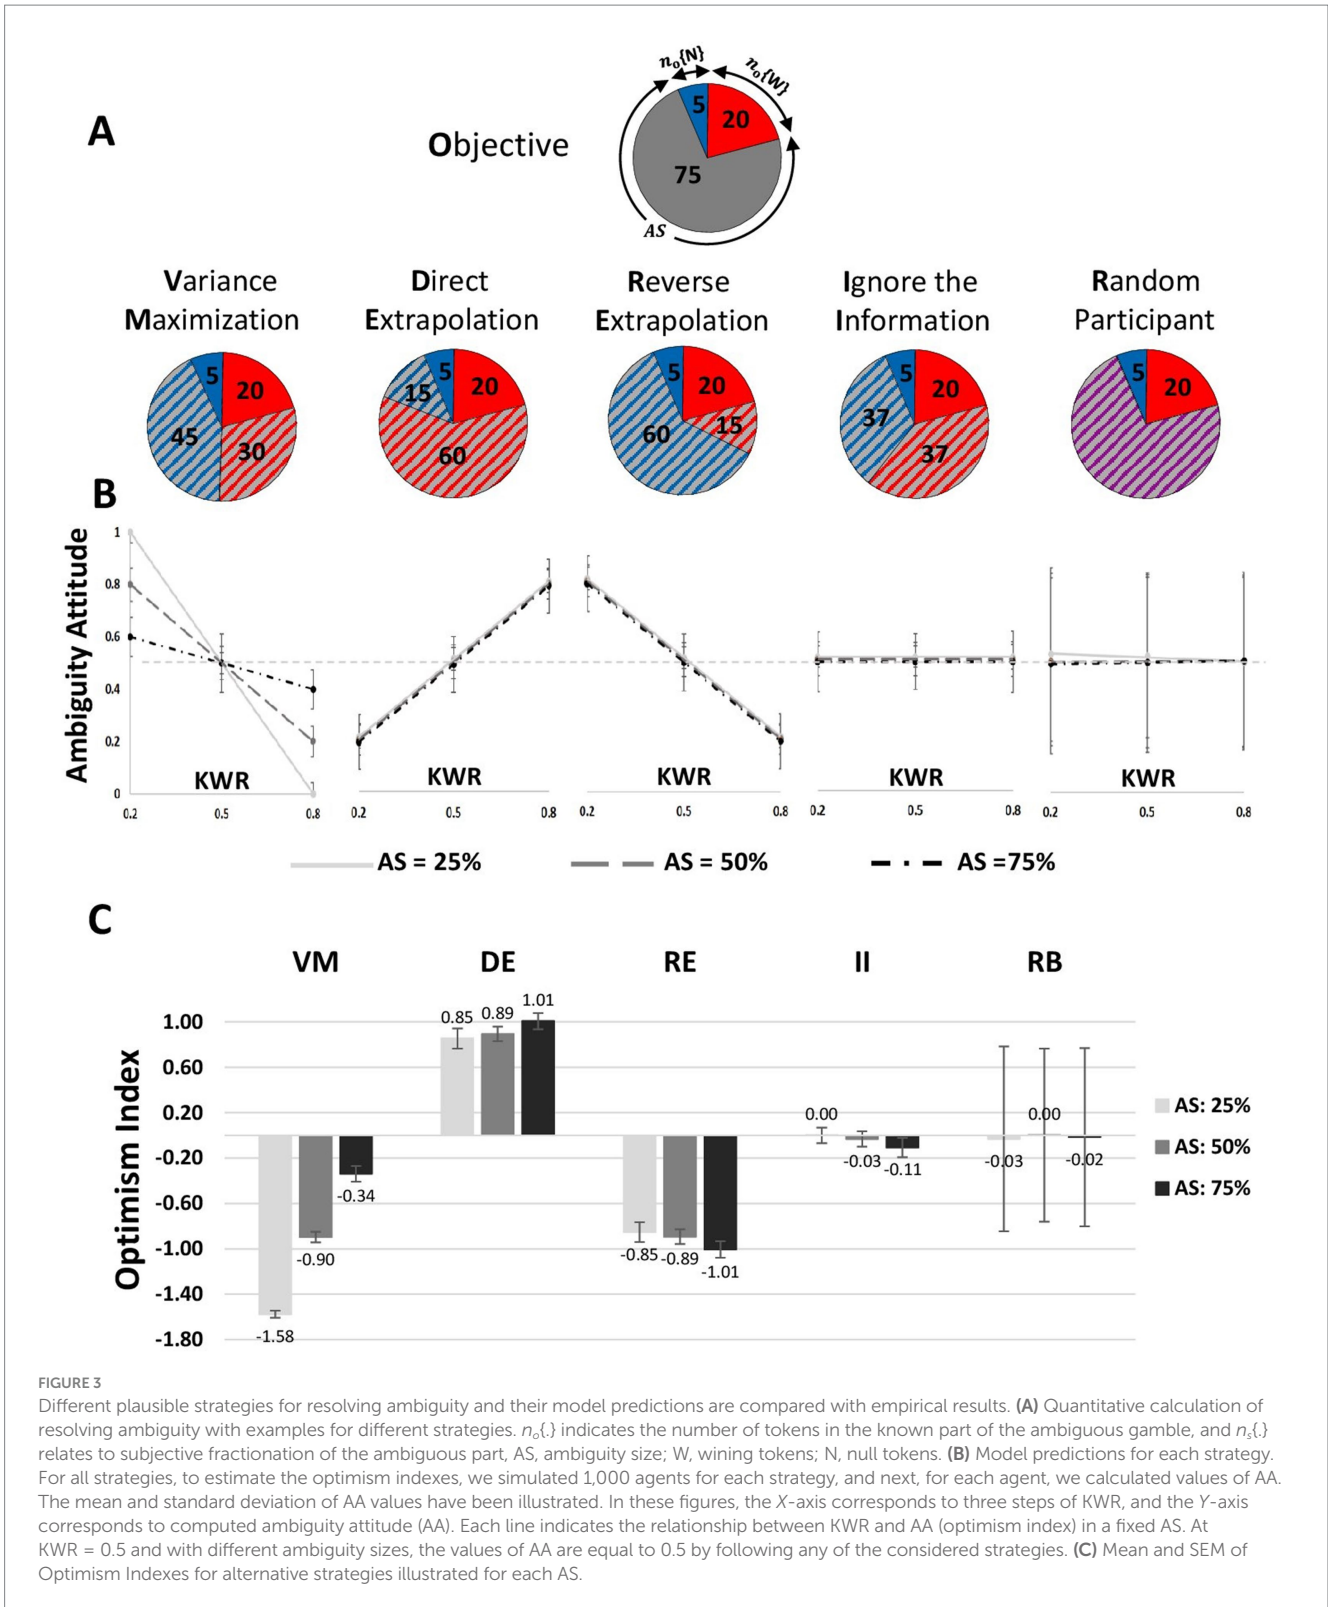 A
Objective
n₀{N}
n₀{W}
5
20
75
AS
Variance
Maximization
Direct
Extrapolation
Reverse
Extrapolation
Ignore the
Information
Random
Participant
5
20
45
30
5
20
15
60
5
20
60
15
5
20
37
37
5
20
B
Ambiguity Attitude
1
0.8
0.6
0.4
0.2
0
KWR
0.2 0.5 0.8
KWR
0.2 0.5 0.8
KWR
0.2 0.5 0.8
KWR
0.2 0.5 0.8
KWR
0.2 0.5 0.8
AS = 25%
AS = 50%
AS =75%
C
VM DE RE II RB
Optimism Index
1.00
0.60
0.20
-0.20
-0.60
-1.00
-1.40
-1.80
-1.58
-0.90
-0.34
0.85
0.89
1.01
-0.85
-0.89
-1.01
0.00
-0.03
-0.11
-0.03
0.00
-0.02
AS: 25%
AS: 50%
AS: 75%
FIGURE 3
Different plausible strategies for resolving ambiguity and their model predictions are compared with empirical results. (A) Quantitative calculation of
resolving ambiguity with examples for different strategies. nₒ{.} indicates the number of tokens in the known part of the ambiguous gamble, and nₛ{.}
relates to subjective fractionation of the ambiguous part, AS, ambiguity size; W, wining tokens; N, null tokens. (B) Model predictions for each strategy.
For all strategies, to estimate the optimism indexes, we simulated 1,000 agents for each strategy, and next, for each agent, we calculated values of AA.
The mean and standard deviation of AA values have been illustrated. In these figures, the X-axis corresponds to three steps of KWR, and the Y-axis
corresponds to computed ambiguity attitude (AA). Each line indicates the relationship between KWR and AA (optimism index) in a fixed AS. At
KWR = 0.5 and with different ambiguity sizes, the values of AA are equal to 0.5 by following any of the considered strategies. (C) Mean and SEM of
Optimism Indexes for alternative strategies illustrated for each AS.